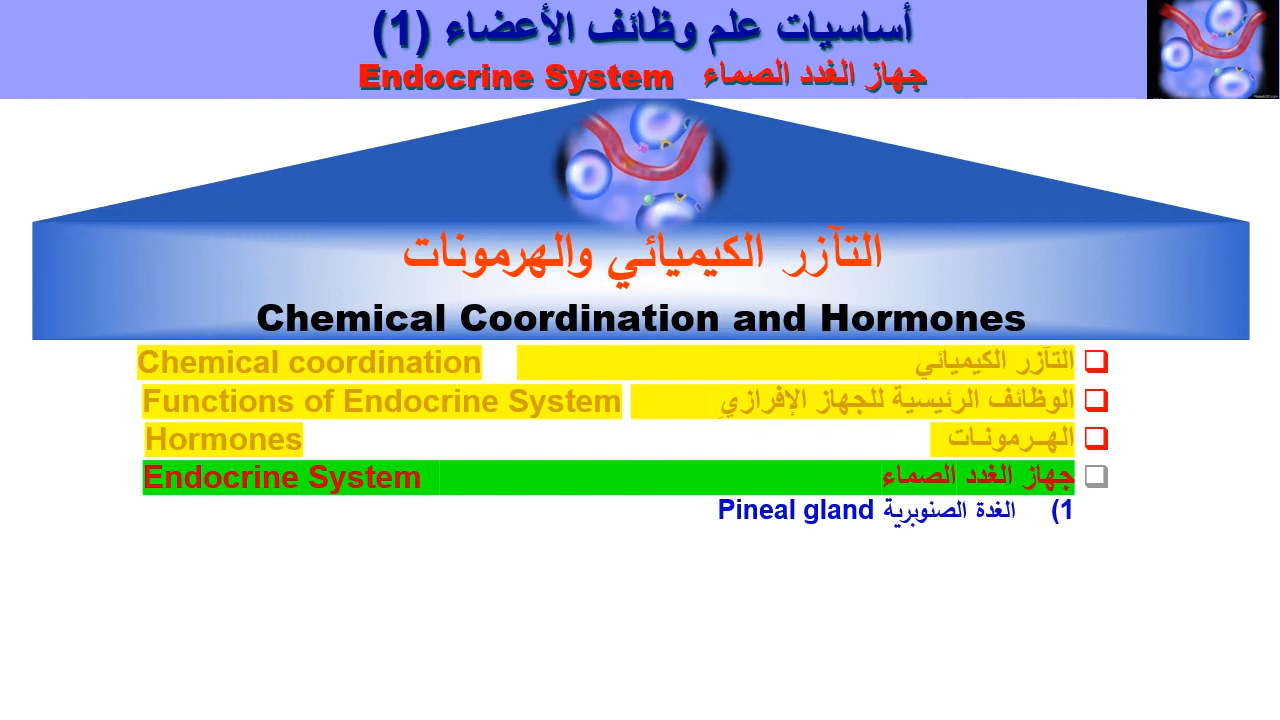 أساسيات علم وظائف الأعضاء (1)
جهاز الغدد الصماء Endocrine System
التآزر الكيميائي والهرمونات
Chemical Coordination and Hormones
التآزر الكيميائي Chemical coordination
الوظائف الرئيسية للجهاز الإفرازي Functions of Endocrine System
الهــرمونـات Hormones
جهاز الغدد الصماء Endocrine System
1) الغدة الصنوبرية Pineal gland